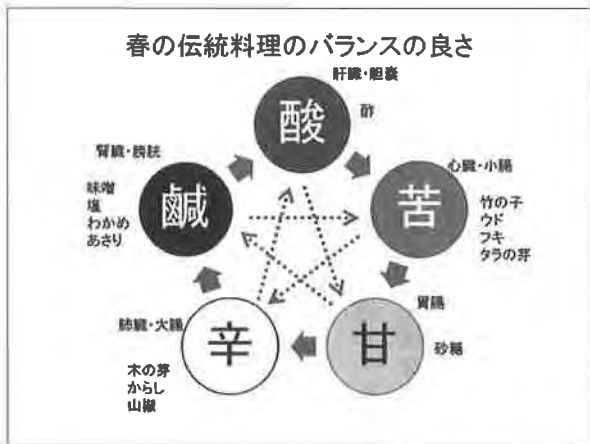 春の伝統料理のバランスの良さ
肝臓・胆嚢
酸
酢
腎臓・膀胱
鹹
味噌
塩
わかめ
あさり
心臓・小腸
苦
竹の子
ウド
フキ
タラの芽
胃腸
甘
砂糖
肺臓・大腸
辛
木の芽
からし
山椒